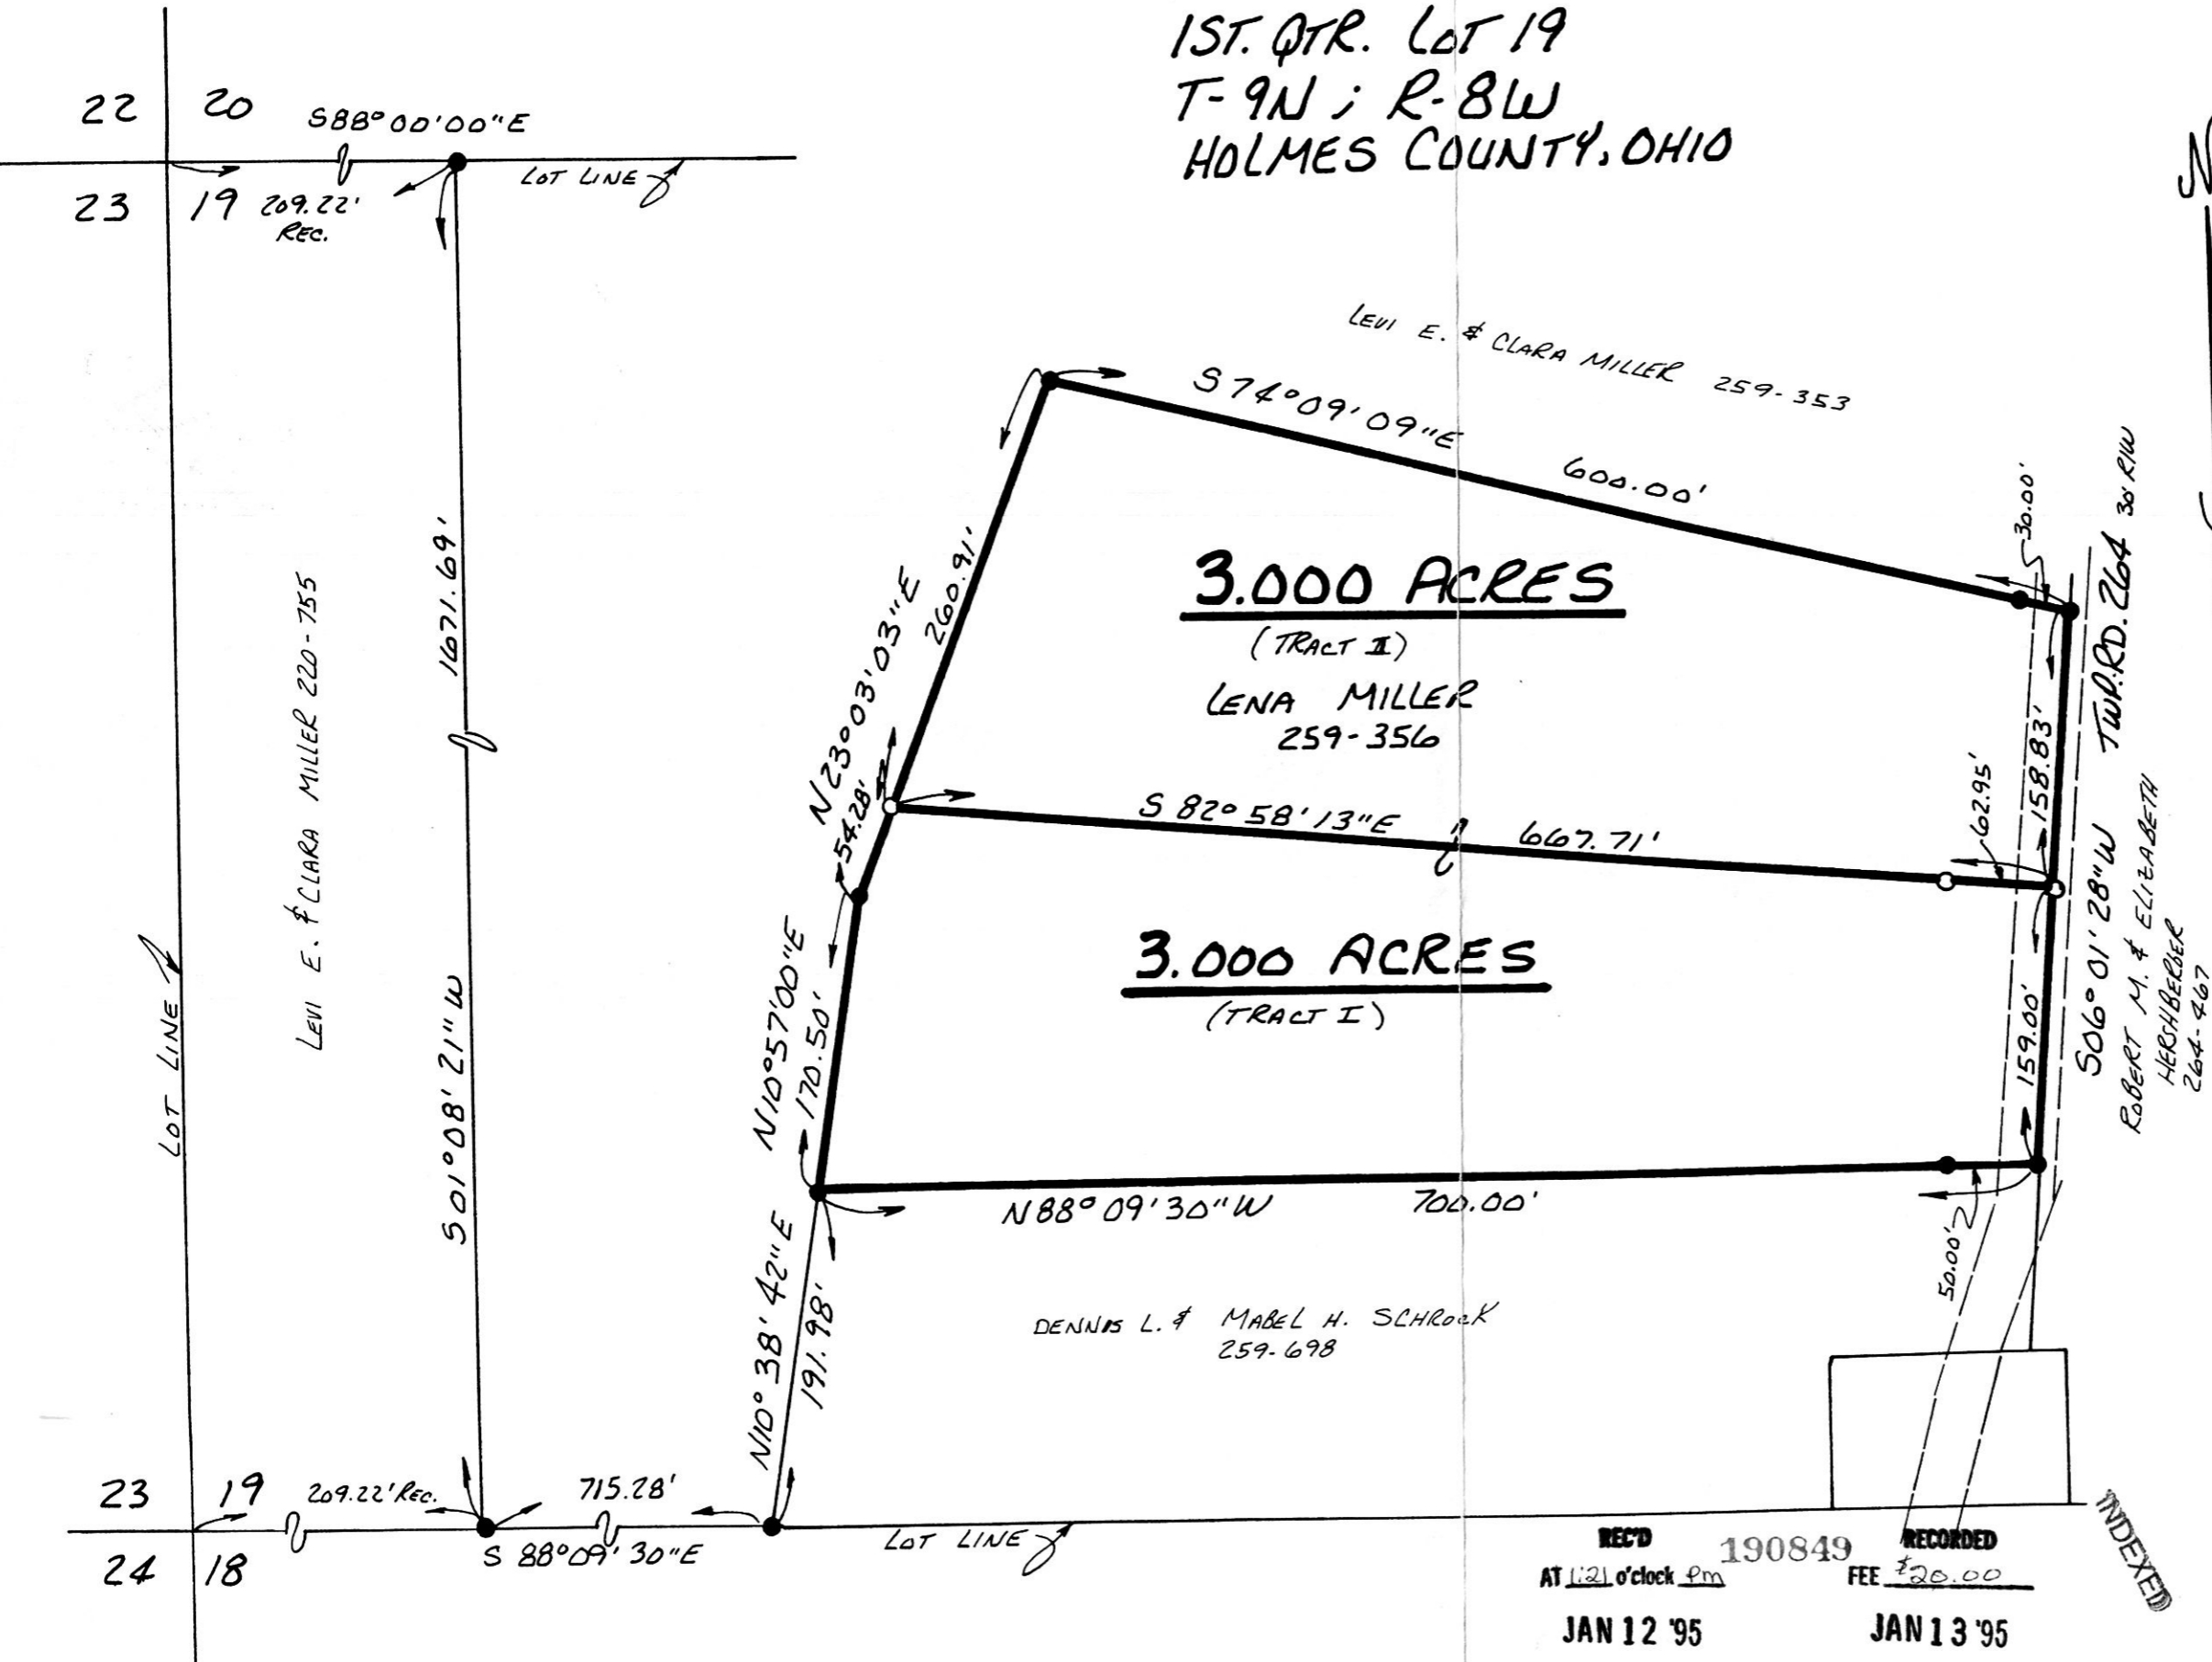 1ST. QTR. LOT 19
T-9N ; R-8W
HOLMES COUNTY, OHIO
N
22
20
S88°00'00"E
LOT LINE
23
19
209.22'
REC.
LEVI E. & CLARA MILLER 259-353
S 74°09'09"E
600.00'
30.00'
TWP.RD. 264 30' R/W
1671.69'
S 01°08'21" W
LEVI E. & CLARA MILLER 220-755
LOT LINE
N23°03'03"E
260.91'
54.28'
3.000 ACRES
(TRACT II)
LENA MILLER
259-356
158.83'
62.95'
S 82°58'13"E
667.71'
S06°01'28"W
ROBERT M. & ELIZABETH
HERSHBERGER
264-467
3.000 ACRES
(TRACT I)
N10°57'00"E
170.50'
159.00'
N88°09'30"W
700.00'
50.00'
N10°38'42"E
191.98'
DENNIS L. & MABEL H. SCHROCK
259-698
23
19
209.22' REC.
715.28'
S 88°09'30"E
LOT LINE
24
18
REC'D
190849
RECORDED
AT 1:21 o'clock Pm
FEE $20.00
JAN 12 '95
JAN 13 '95
INDEXED